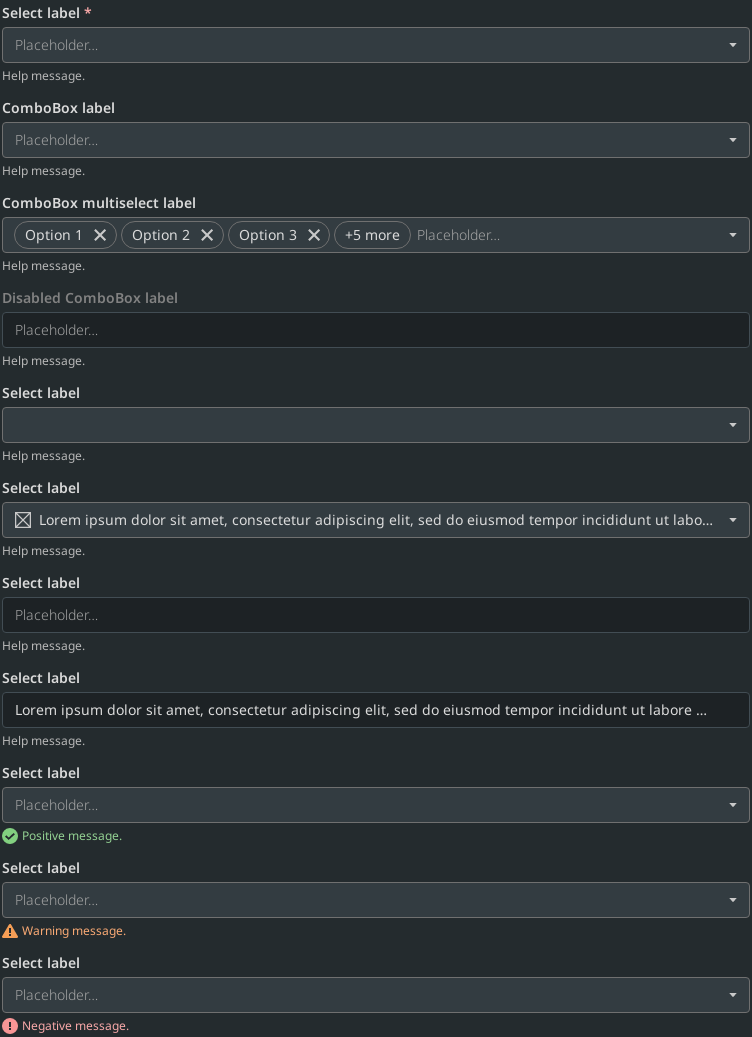 Select label *
Placeholder...
Help message.
ComboBox label
Placeholder...
Help message.
ComboBox multiselect label
Option 1 Option 2 Option 3 +5 more Placeholder...
Help message.
Disabled ComboBox label
Placeholder...
Help message.
Select label
Help message.
Select label
Lorem ipsum dolor sit amet, consectetur adipiscing elit, sed do eiusmod tempor incididunt ut labo...
Help message.
Select label
Placeholder...
Help message.
Select label
Lorem ipsum dolor sit amet, consectetur adipiscing elit, sed do eiusmod tempor incididunt ut labore ...
Help message.
Select label
Placeholder...
Positive message.
Select label
Placeholder...
Warning message.
Select label
Placeholder...
Negative message.